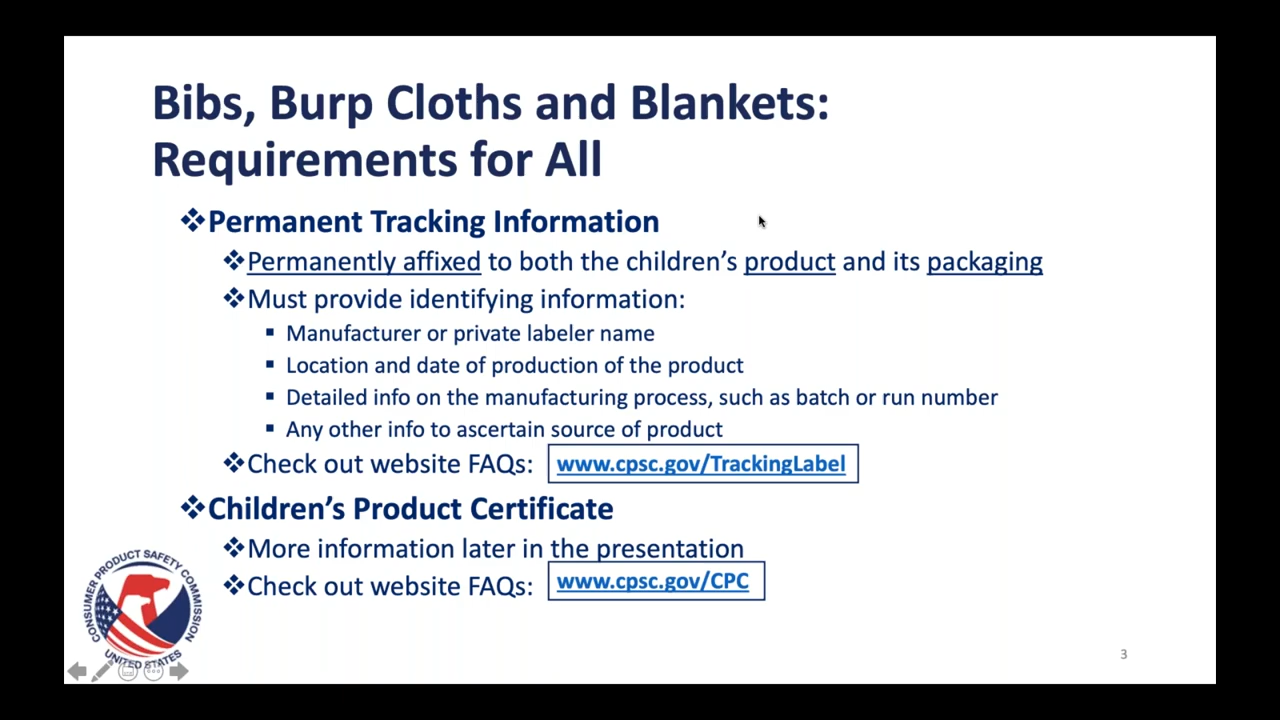 Bibs, Burp Cloths and Blankets:
Requirements for All
❖Permanent Tracking Information
❖Permanently affixed to both the children’s product and its packaging
❖Must provide identifying information:
▪ Manufacturer or private labeler name
▪ Location and date of production of the product
▪ Detailed info on the manufacturing process, such as batch or run number
▪ Any other info to ascertain source of product
❖Check out website FAQs: www.cpsc.gov/TrackingLabel
❖Children’s Product Certificate
❖More information later in the presentation
❖Check out website FAQs: www.cpsc.gov/CPC
CONSUMER PRODUCT SAFETY COMMISSION
UNITED STATES
3